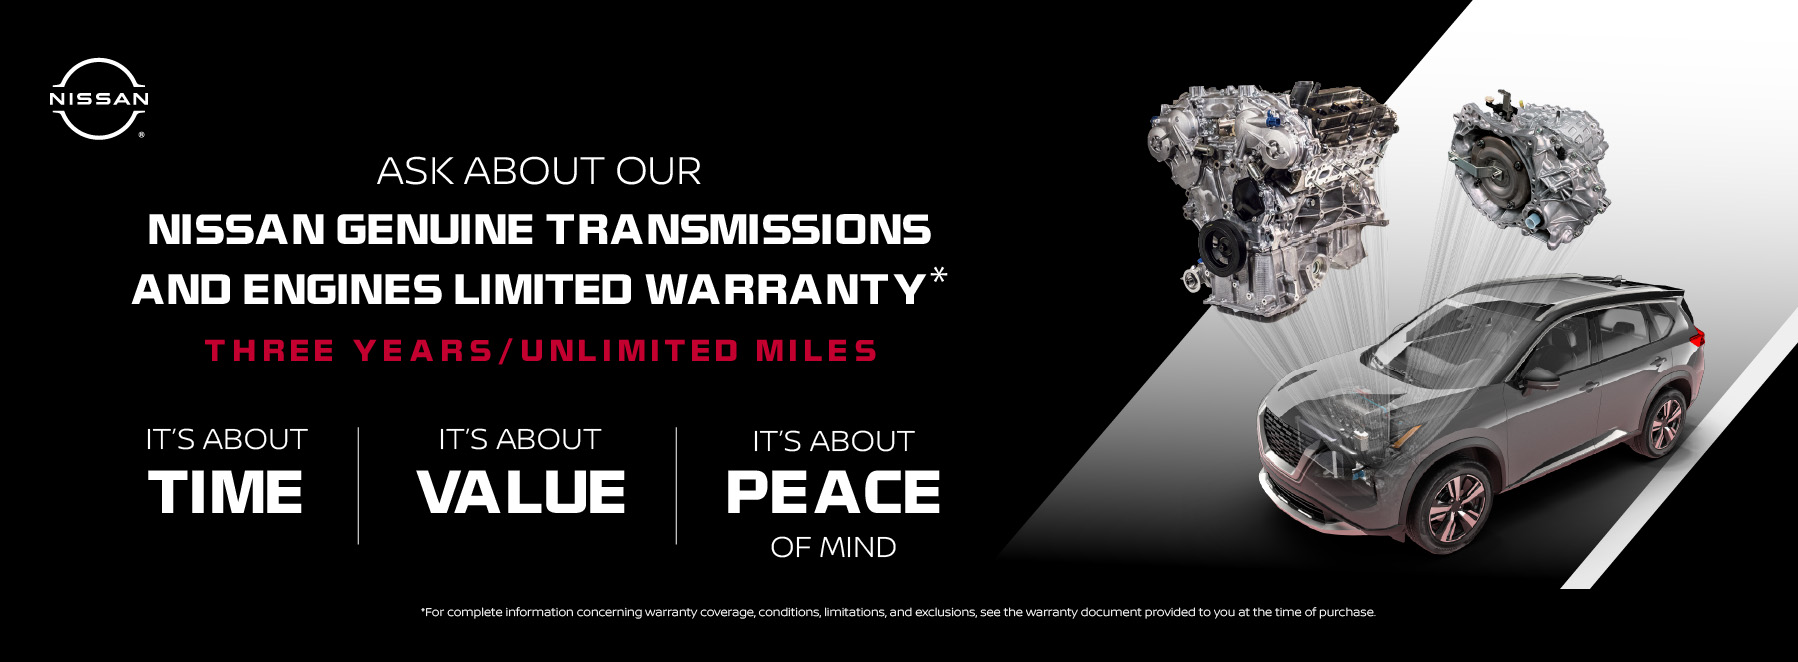 NISSAN
®
ASK ABOUT OUR
NISSAN GENUINE TRANSMISSIONS
AND ENGINES LIMITED WARRANTY*
THREE YEARS/UNLIMITED MILES
IT'S ABOUT
TIME
IT'S ABOUT
VALUE
IT'S ABOUT
PEACE
OF MIND
*For complete information concerning warranty coverage, conditions, limitations, and exclusions, see the warranty document provided to you at the time of purchase.